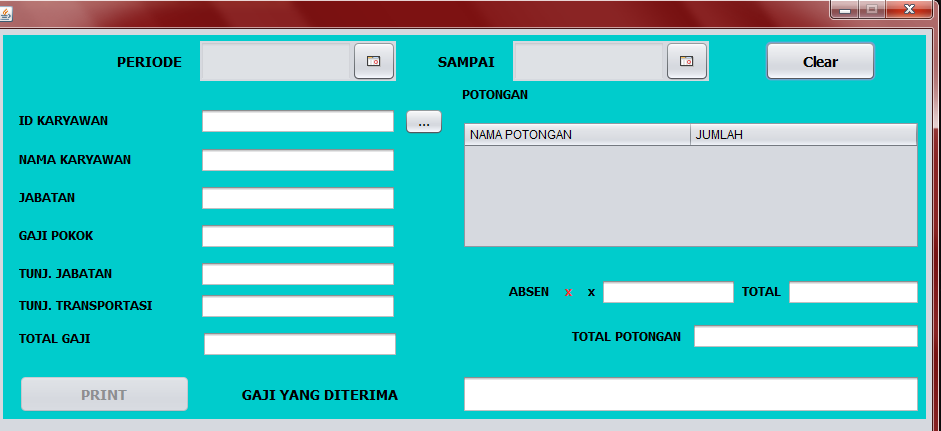 PERIODE SAMPAI Clear
POTONGAN
ID KARYAWAN ...
NAMA POTONGAN JUMLAH
NAMA KARYAWAN
JABATAN
GAJI POKOK
TUNJ. JABATAN
ABSEN x x TOTAL
TUNJ. TRANSPORTASI
TOTAL GAJI
TOTAL POTONGAN
PRINT GAJI YANG DITERIMA